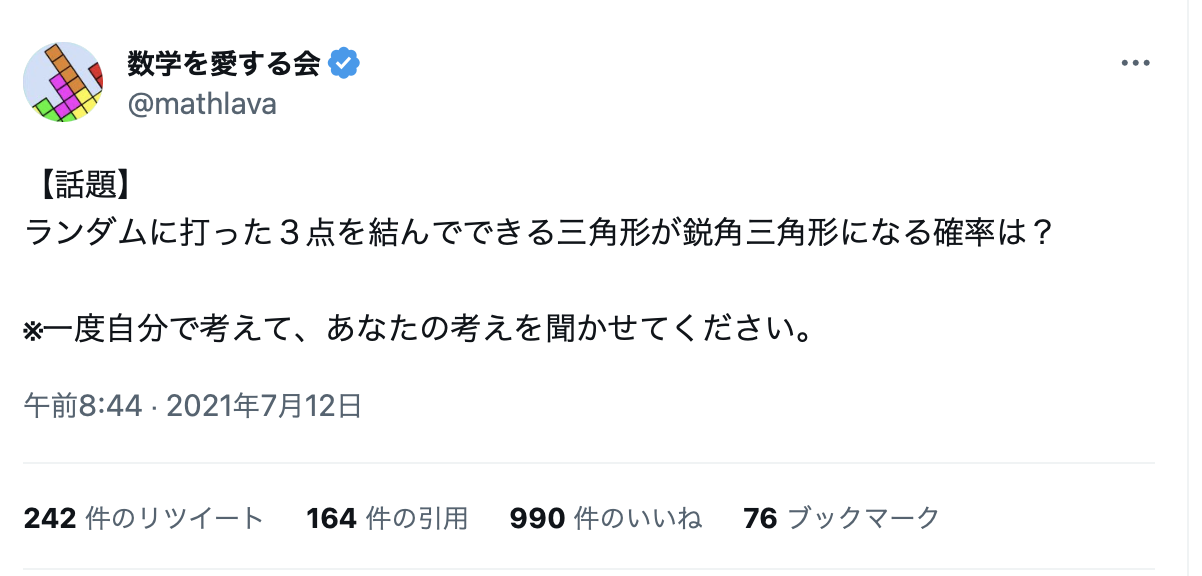 数学を愛する会
@mathlava
【話題】
ランダムに打った３点を結んでできる三角形が鋭角三角形になる確率は？
※一度自分で考えて、あなたの考えを聞かせてください。
午前8:44 · 2021年7月12日
242 件のリツイート 164 件の引用 990 件のいいね 76 ブックマーク